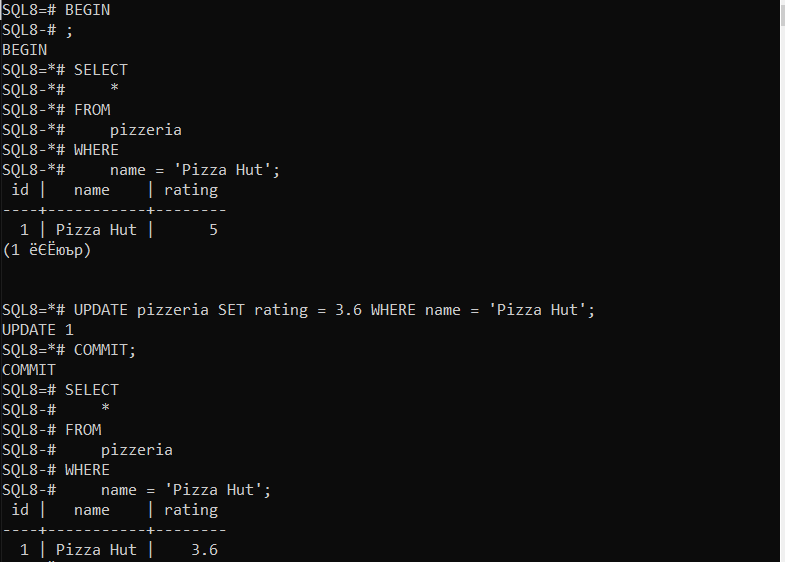 SQL8=# BEGIN
SQL8-# ;
BEGIN
SQL8=*# SELECT
SQL8-*#     *
SQL8-*# FROM
SQL8-*#     pizzeria
SQL8-*# WHERE
SQL8-*#     name = 'Pizza Hut';
 id |   name    | rating
----+-----------+--------
  1 | Pizza Hut |      5
(1 ёЄЁюър)
SQL8=*# UPDATE pizzeria SET rating = 3.6 WHERE name = 'Pizza Hut';
UPDATE 1
SQL8=*# COMMIT;
COMMIT
SQL8=# SELECT
SQL8-#     *
SQL8-# FROM
SQL8-#     pizzeria
SQL8-# WHERE
SQL8-#     name = 'Pizza Hut';
 id |   name    | rating
----+-----------+--------
  1 | Pizza Hut |    3.6